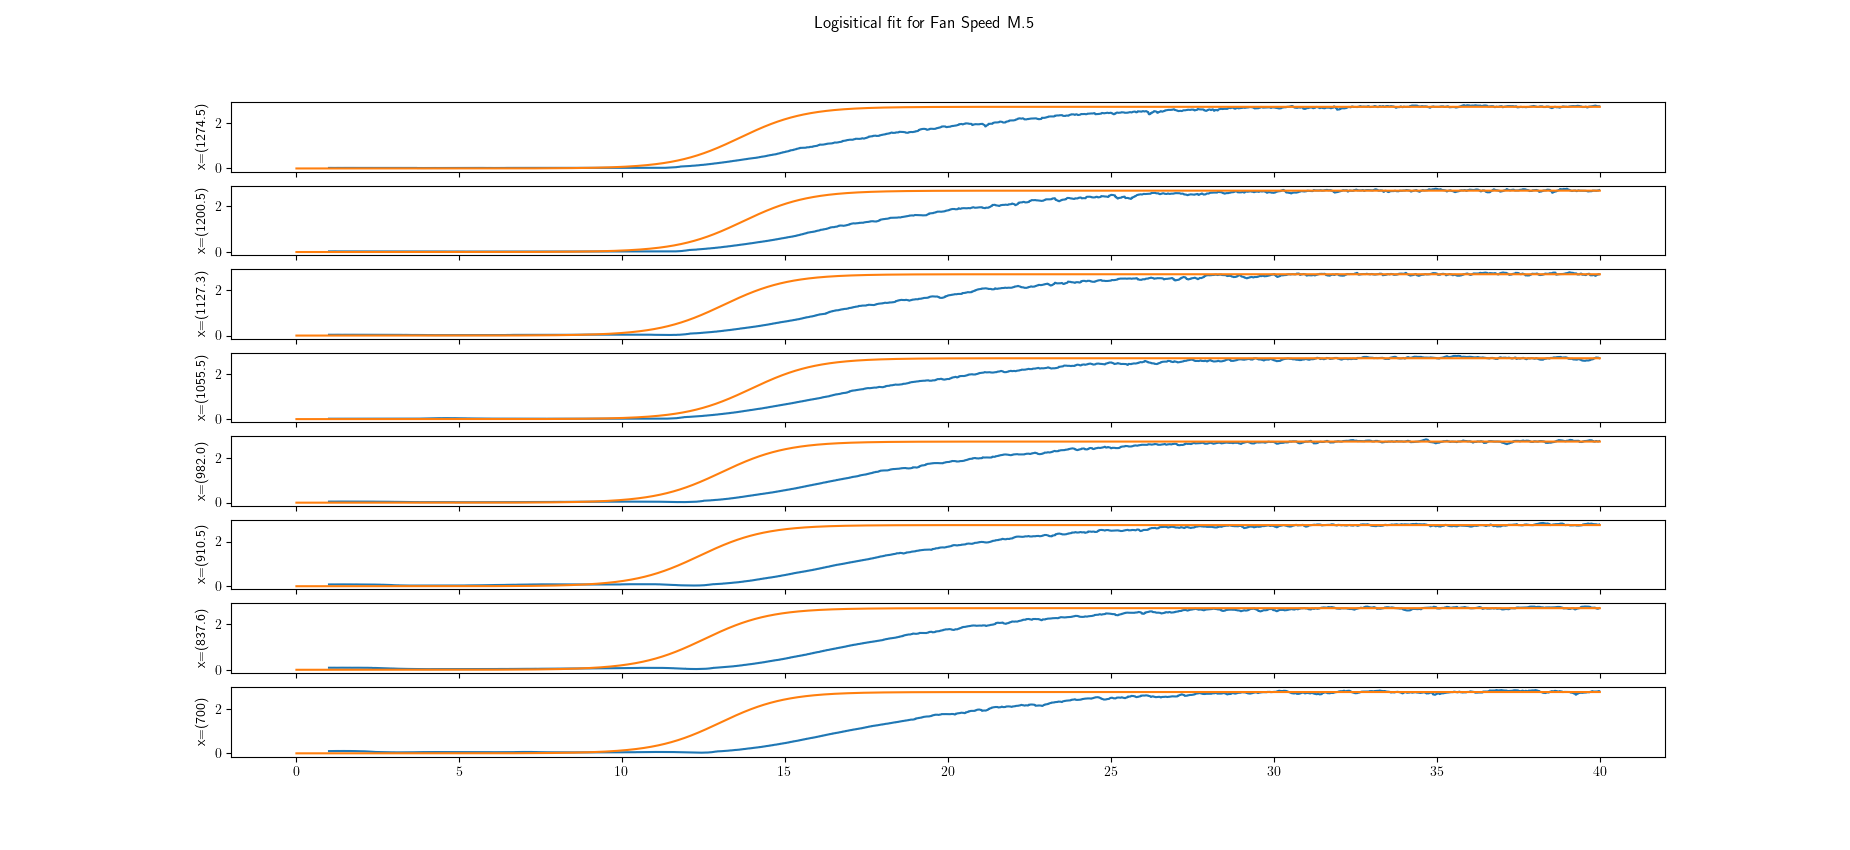 Logisitical fit for Fan Speed M.5
x=(1274.5)
2
0
x=(1200.5)
2
0
x=(1127.3)
2
0
x=(1055.5)
2
0
x=(982.0)
2
0
x=(910.5)
2
0
x=(837.6)
2
0
x=(700)
2
0
0 5 10 15 20 25 30 35 40